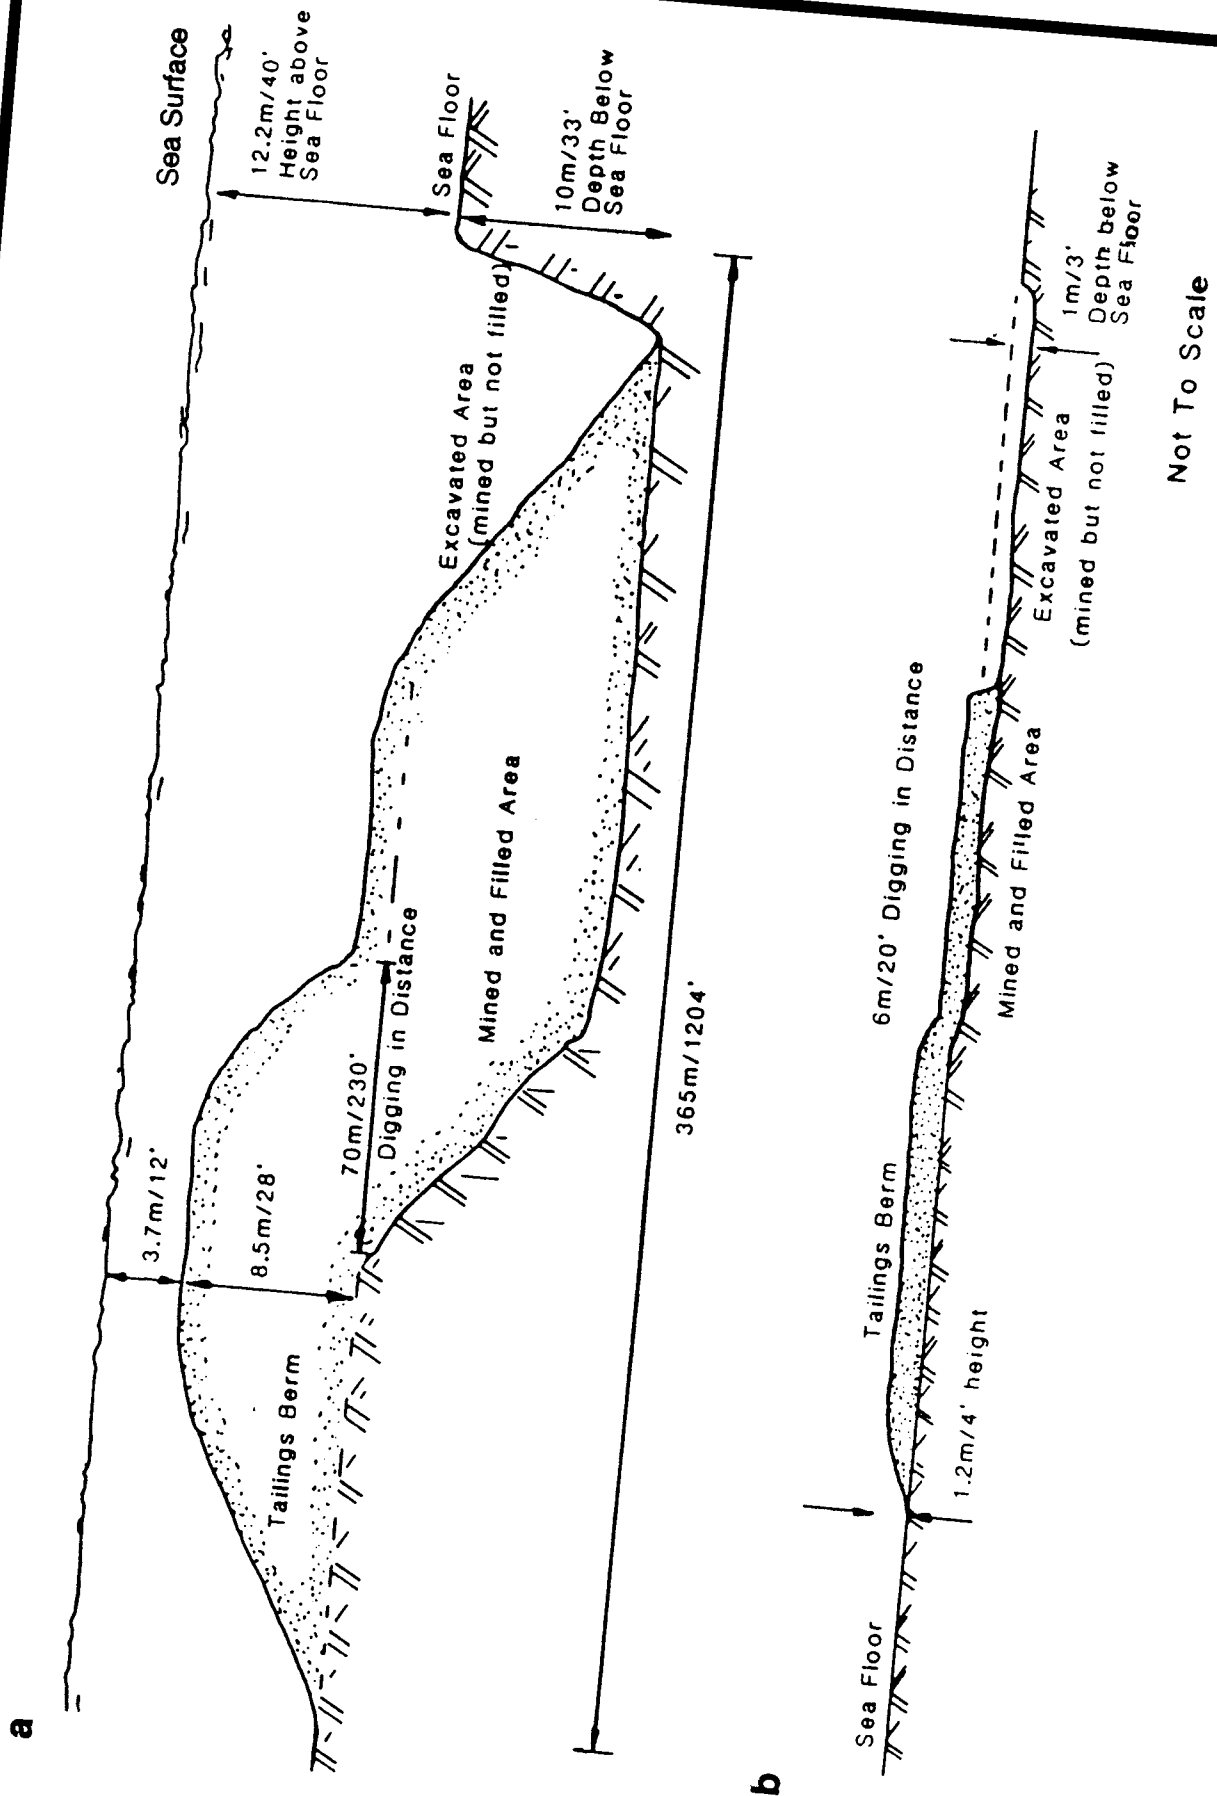 a
Sea Surface
12.2m/40'
Height above
Sea Floor
Sea Floor
10m/33'
Depth Below
Sea Floor
3.7m/12'
8.5m/28'
70m/230'
Digging in Distance
Excavated Area
(mined but not filled)
Tailings Berm
Mined and Filled Area
365m/1204'
b
Sea Floor
Tailings Berm
1.2m/4' height
6m/20' Digging in Distance
Mined and Filled Area
Excavated Area
(mined but not filled)
1m/3'
Depth below
Sea Floor
Not To Scale